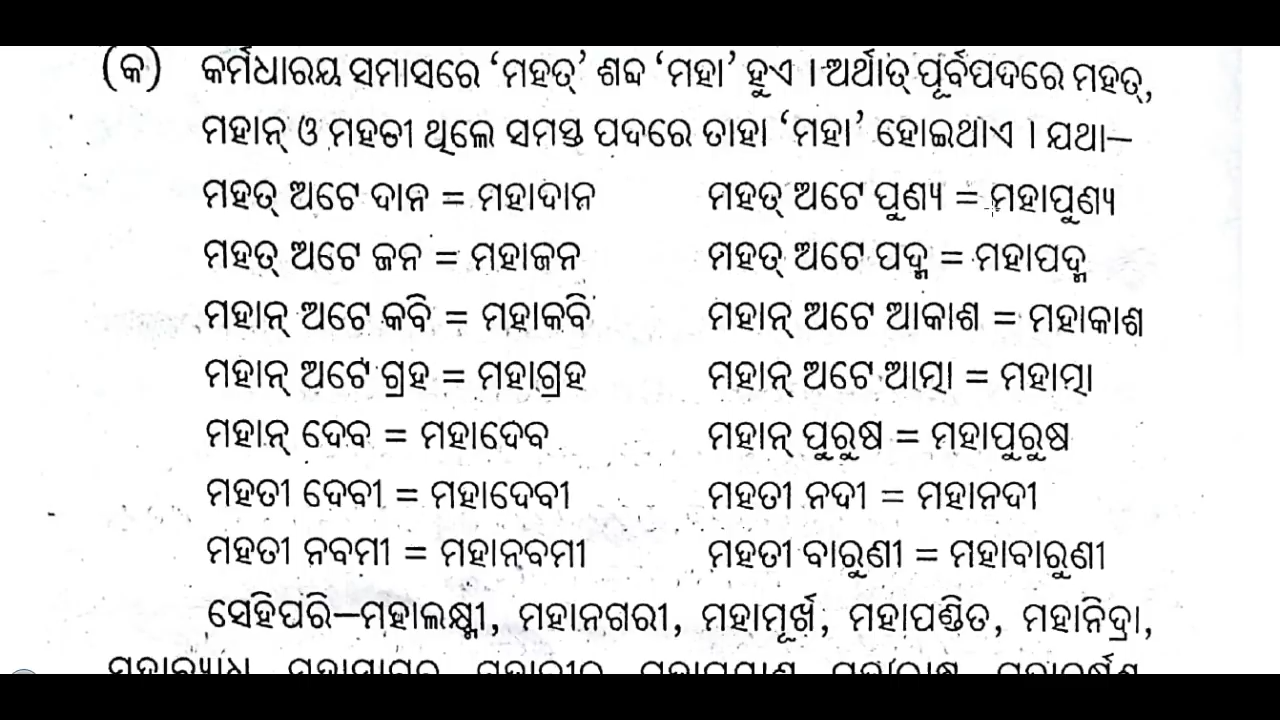 (କ) କର୍ମଧାରୟ ସମାସରେ ‘ମହତ୍’ ଶବ୍ଦ ‘ମହା’ ହୁଏ । ଅର୍ଥାତ୍ ପୂର୍ବପଦରେ ମହତ୍,
ମହାନ୍ ଓ ମହତୀ ଥିଲେ ସମସ୍ତ ପଦରେ ତାହା ‘ମହା’ ହୋଇଥାଏ । ଯଥା–
ମହତ୍ ଅଟେ ଦାନ = ମହାଦାନ ମହତ୍ ଅଟେ ପୁଣ୍ୟ = ମହାପୁଣ୍ୟ
ମହତ୍ ଅଟେ ଜନ = ମହାଜନ ମହତ୍ ଅଟେ ପଦ୍ମ = ମହାପଦ୍ମ
ମହାନ୍ ଅଟେ କବି = ମହାକବି ମହାନ୍ ଅଟେ ଆକାଶ = ମହାକାଶ
ମହାନ୍ ଅଟେ ଗ୍ରହ = ମହାଗ୍ରହ ମହାନ୍ ଅଟେ ଆତ୍ମା = ମହାତ୍ମା
ମହାନ୍ ଦେବ = ମହାଦେବ ମହାନ୍ ପୁରୁଷ = ମହାପୁରୁଷ
ମହତୀ ଦେବୀ = ମହାଦେବୀ ମହତୀ ନଦୀ = ମହାନଦୀ
ମହତୀ ନବମୀ = ମହାନବମୀ ମହତୀ ବାରୁଣୀ = ମହାବାରୁଣୀ
ସେହିପରି–ମହାଲକ୍ଷ୍ମୀ, ମହାନଗରୀ, ମହାମୂର୍ଖ, ମହାପଣ୍ଡିତ, ମହାନିଦ୍ରା,